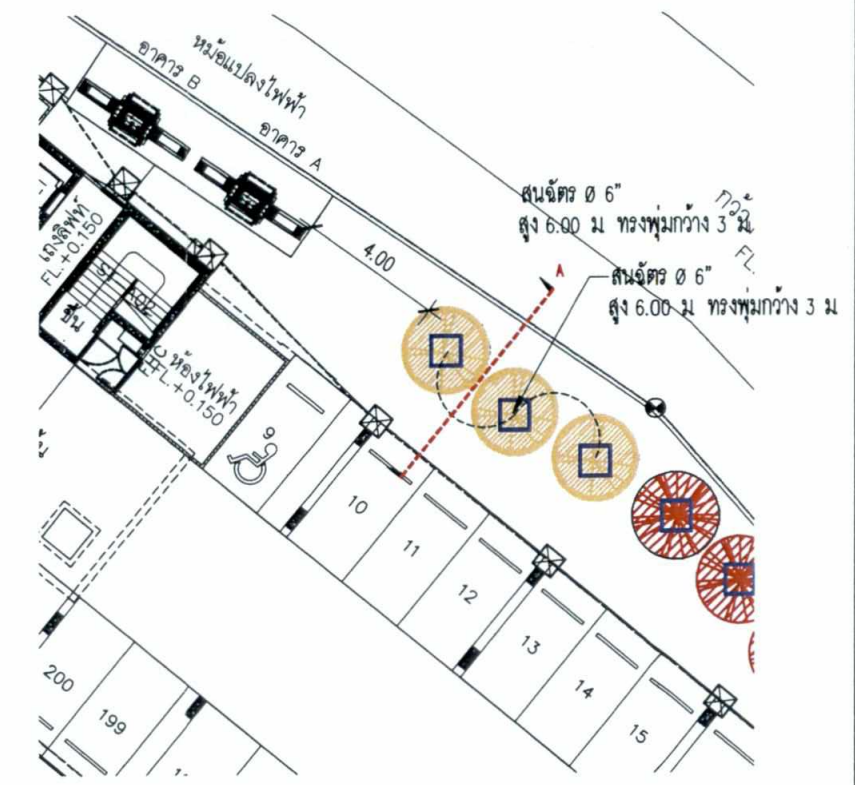 หม้อแปลงไฟฟ้า
อาคาร B
อาคาร A
สนฉัตร Ø 6"
สูง 6.00 ม ทรงพุ่มกว้าง 3 ม
สนฉัตร Ø 6"
สูง 6.00 ม ทรงพุ่มกว้าง 3 ม
FL.
A
4.00
FL.+0.150
ขึ้น
ห้องไฟฟ้า
FL.+0.150
9
10
11
12
13
14
15
200
199